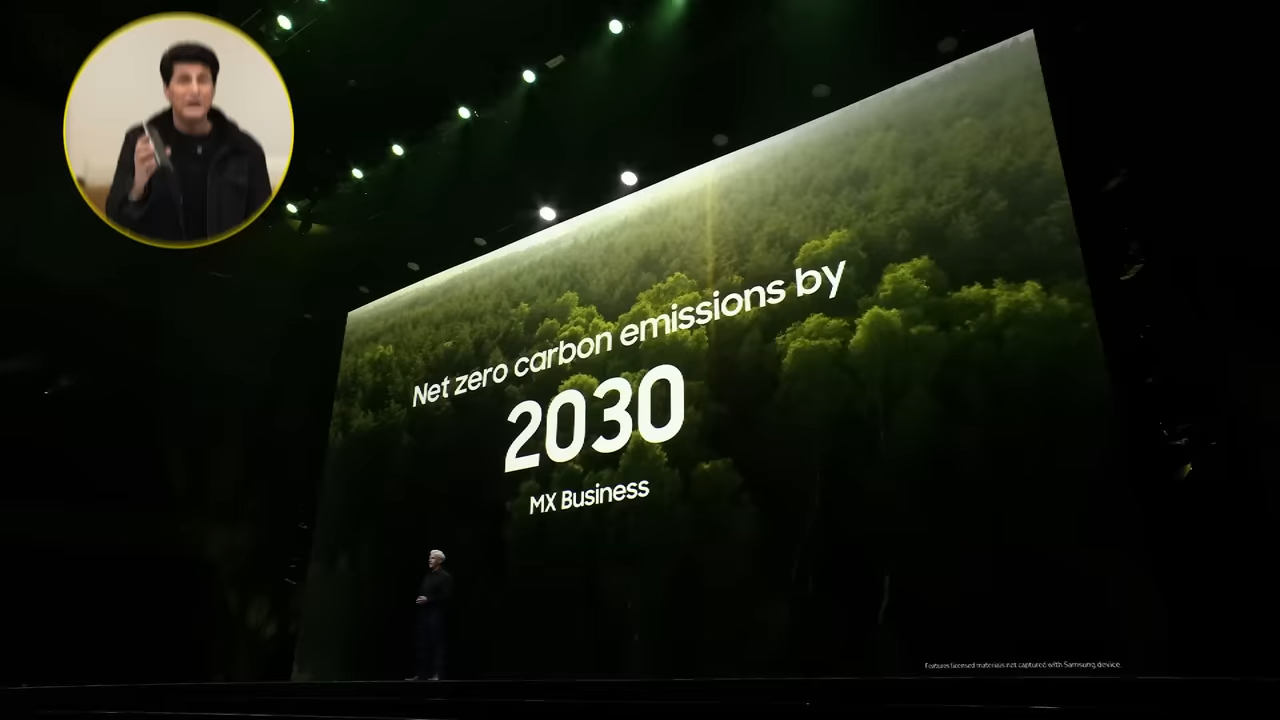 Net zero carbon emissions by
2030
MX Business
Features licensed materials not captured with Samsung device.